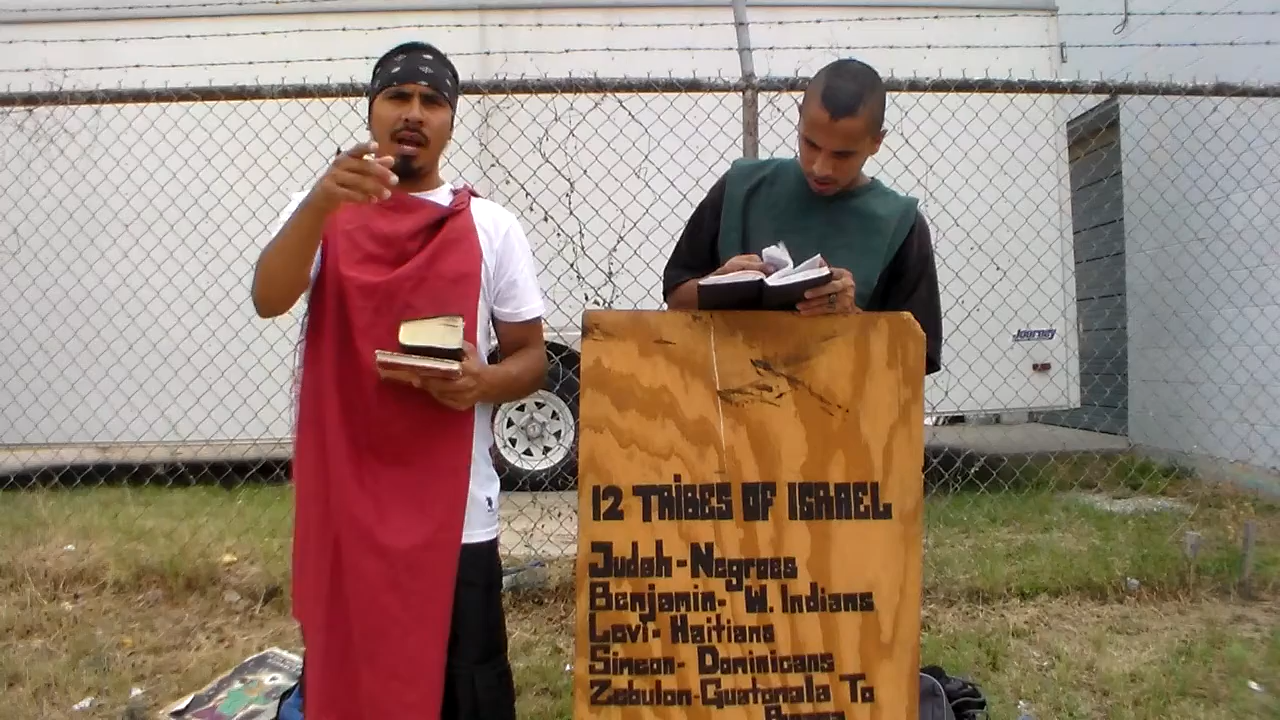 Journey
12 TRIBES OF ISRAEL
Judah - Negroes
Benjamin - W. Indians
Levi - Haitians
Simeon - Dominicans
Zebulon - Guatemala To